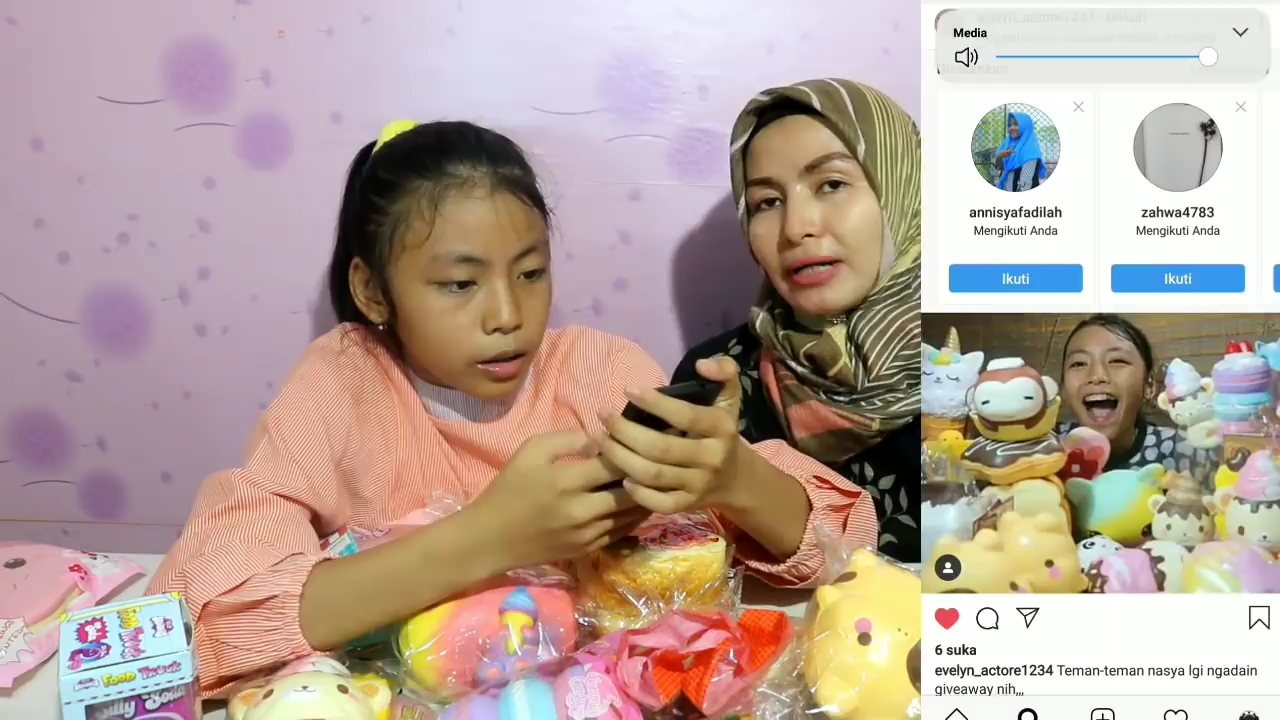 Media
annisyafadilah
Mengikuti Anda
Ikuti
zahwa4783
Mengikuti Anda
Ikuti
6 suka
evelyn_actore1234 Teman-teman nasya lgi ngadain
giveaway nih,,,
Food Truck